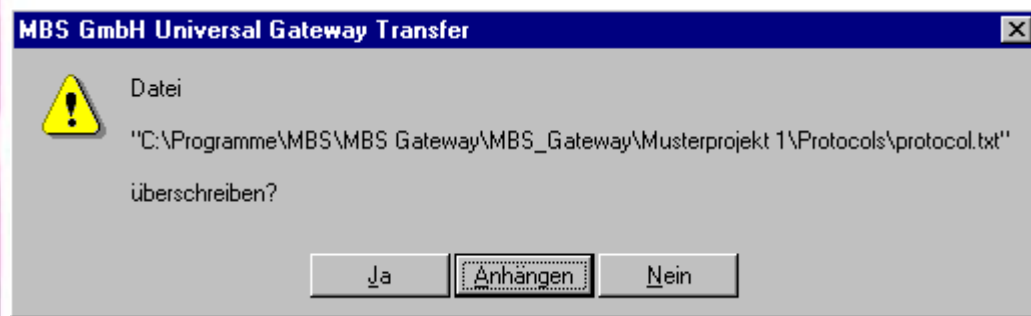 MBS GmbH Universal Gateway Transfer
Datei
"C:\Programme\MBS\MBS Gateway\MBS_Gateway\Musterprojekt 1\Protocols\protocol.txt"
überschreiben?
Ja Anhängen Nein